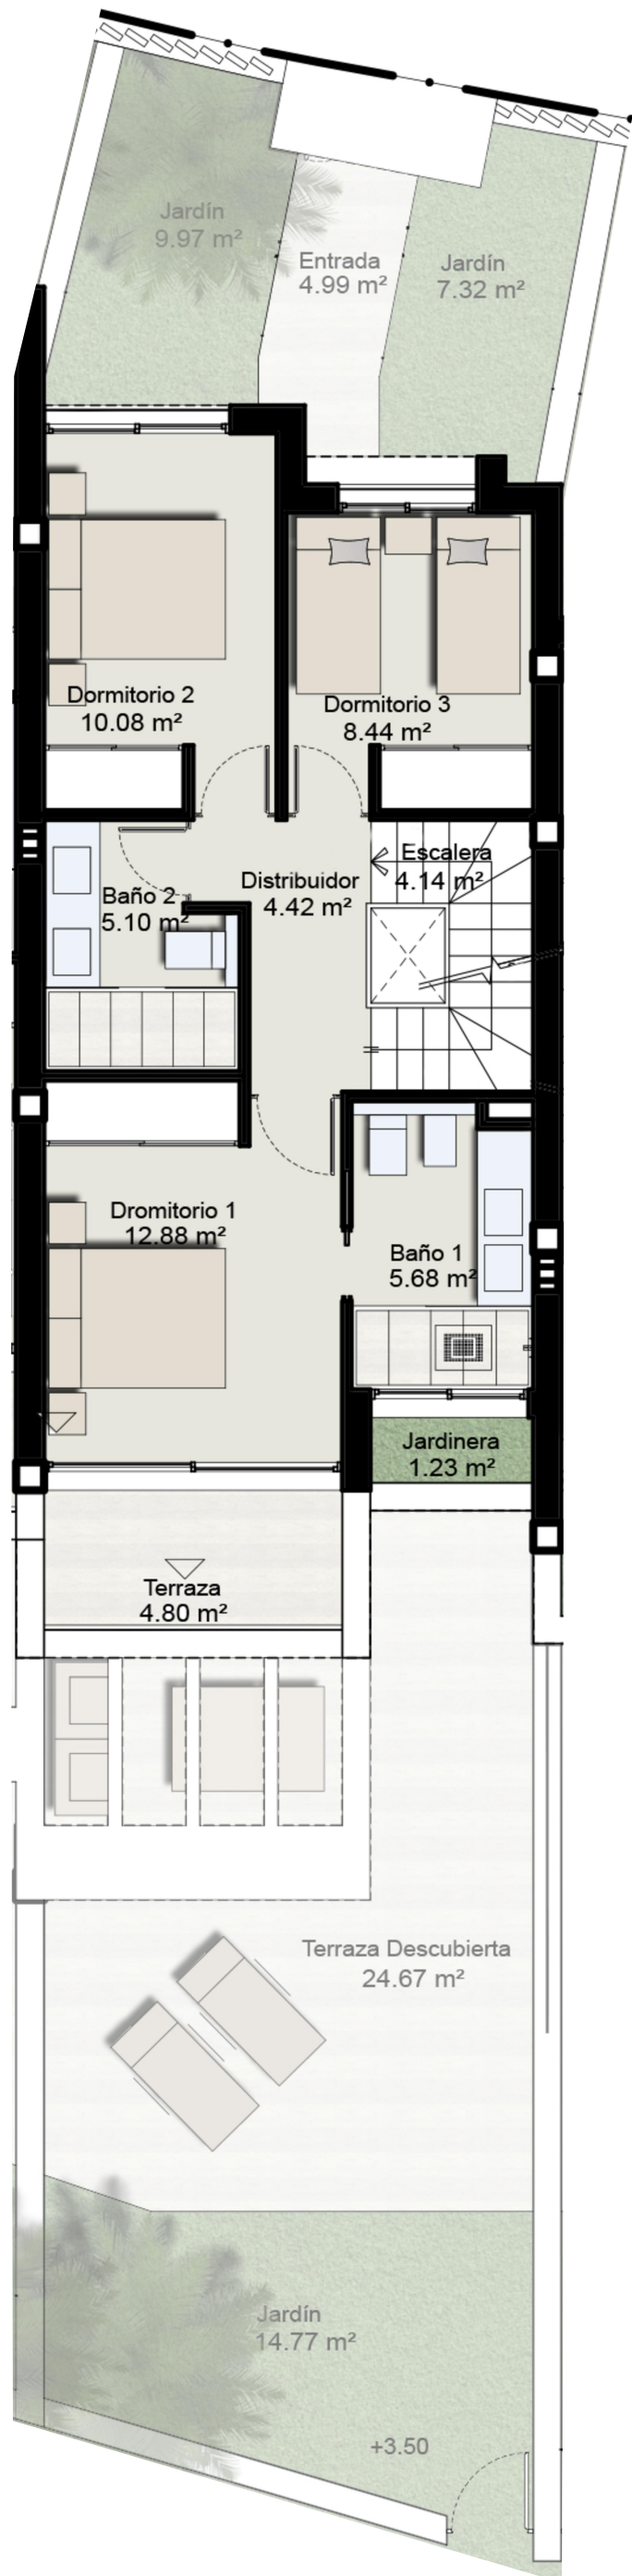 Jardín
9.97 m²
Entrada
4.99 m²
Jardín
7.32 m²
Dormitorio 2
10.08 m²
Dormitorio 3
8.44 m²
Escalera
4.14 m²
Distribuidor
4.42 m²
Baño 2
5.10 m²
Dromitorio 1
12.88 m²
Baño 1
5.68 m²
Jardinera
1.23 m²
Terraza
4.80 m²
Terraza Descubierta
24.67 m²
Jardín
14.77 m²
+3.50